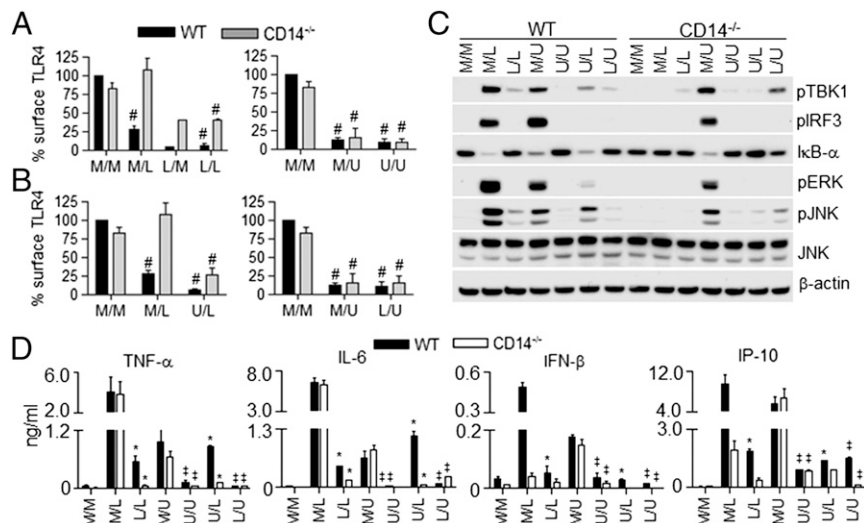 A
WT CD14-/-
% surface TLR4
125
100
75
50
25
0
M/M M/L L/M L/L
# # #
125
100
75
50
25
0
M/M M/U U/U
# # # #
B
% surface TLR4
125
100
75
50
25
0
M/M M/L U/L
# # #
125
100
75
50
25
0
M/M M/U L/U
# # # #
C
WT CD14-/-
M/M M/L L/L M/U U/U U/L L/U M/M M/L L/L M/U U/U U/L L/U
pTBK1
pIRF3
IκB-α
pERK
pJNK
JNK
β-actin
D
WT CD14-/-
TNF-α IL-6 IFN-β IP-10
ng/ml
6.0
2.0
1.2
0.0
* * ‡ ‡ * * ‡ ‡
M/M M/L L/L M/U U/U U/L L/U
8.0
3.0
1.3
0.0
* * ‡ ‡ * * ‡ ‡
M/M M/L L/L M/U U/U U/L L/U
0.6
0.3
0.2
0.0
* ‡ ‡ * ‡ ‡
M/M M/L L/L M/U U/U U/L L/U
12.0
4.0
3.0
0.0
* * ‡ ‡ * * ‡ ‡
M/M M/L L/L M/U U/U U/L L/U